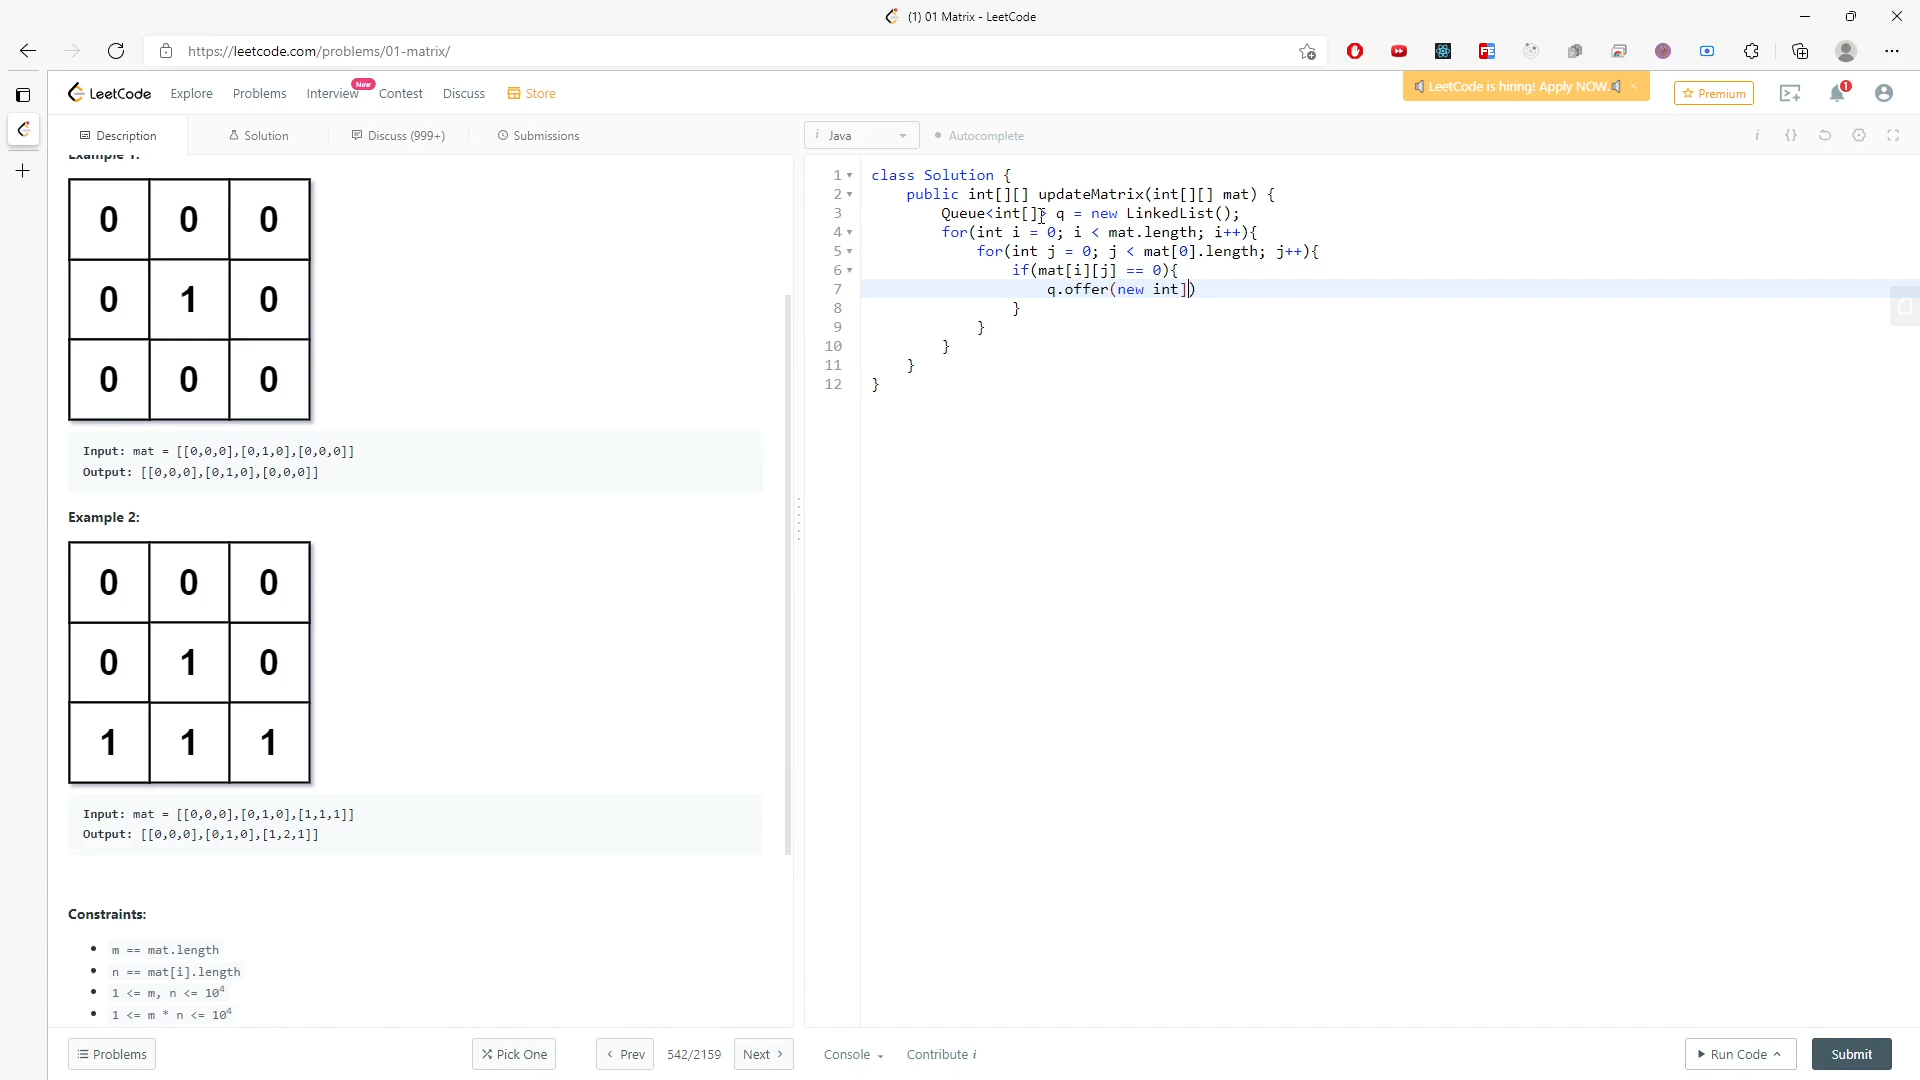 (1) 01 Matrix - LeetCode
https://leetcode.com/problems/01-matrix/
LeetCode Explore Problems Interview New Contest Discuss Store
LeetCode is hiring! Apply NOW.
Premium
1
Description Solution Discuss (999+) Submissions
i Java Autocomplete
Example 1:
0 0 0
0 1 0
0 0 0
Input: mat = [[0,0,0],[0,1,0],[0,0,0]]
Output: [[0,0,0],[0,1,0],[0,0,0]]
Example 2:
0 0 0
0 1 0
1 1 1
Input: mat = [[0,0,0],[0,1,0],[1,1,1]]
Output: [[0,0,0],[0,1,0],[1,2,1]]
Constraints:
m == mat.length
n == mat[i].length
1 <= m, n <= 10⁴
1 <= m * n <= 10⁴
1 class Solution {
2 public int[][] updateMatrix(int[][] mat) {
3 Queue<int[]> q = new LinkedList();
4 for(int i = 0; i < mat.length; i++){
5 for(int j = 0; j < mat[0].length; j++){
6 if(mat[i][j] == 0){
7 q.offer(new int])
8 }
9 }
10 }
11 }
12 }
Problems Pick One Prev 542/2159 Next Console Contribute i Run Code Submit